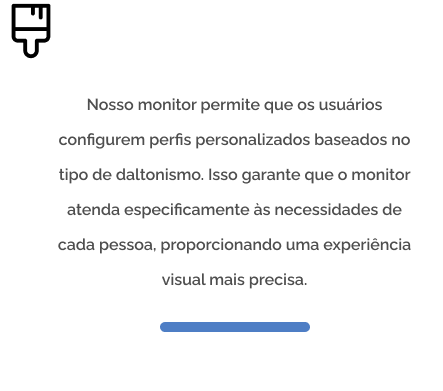 Nosso monitor permite que os usuários
configurem perfis personalizados baseados no
tipo de daltonismo. Isso garante que o monitor
atenda especificamente às necessidades de
cada pessoa, proporcionando uma experiência
visual mais precisa.